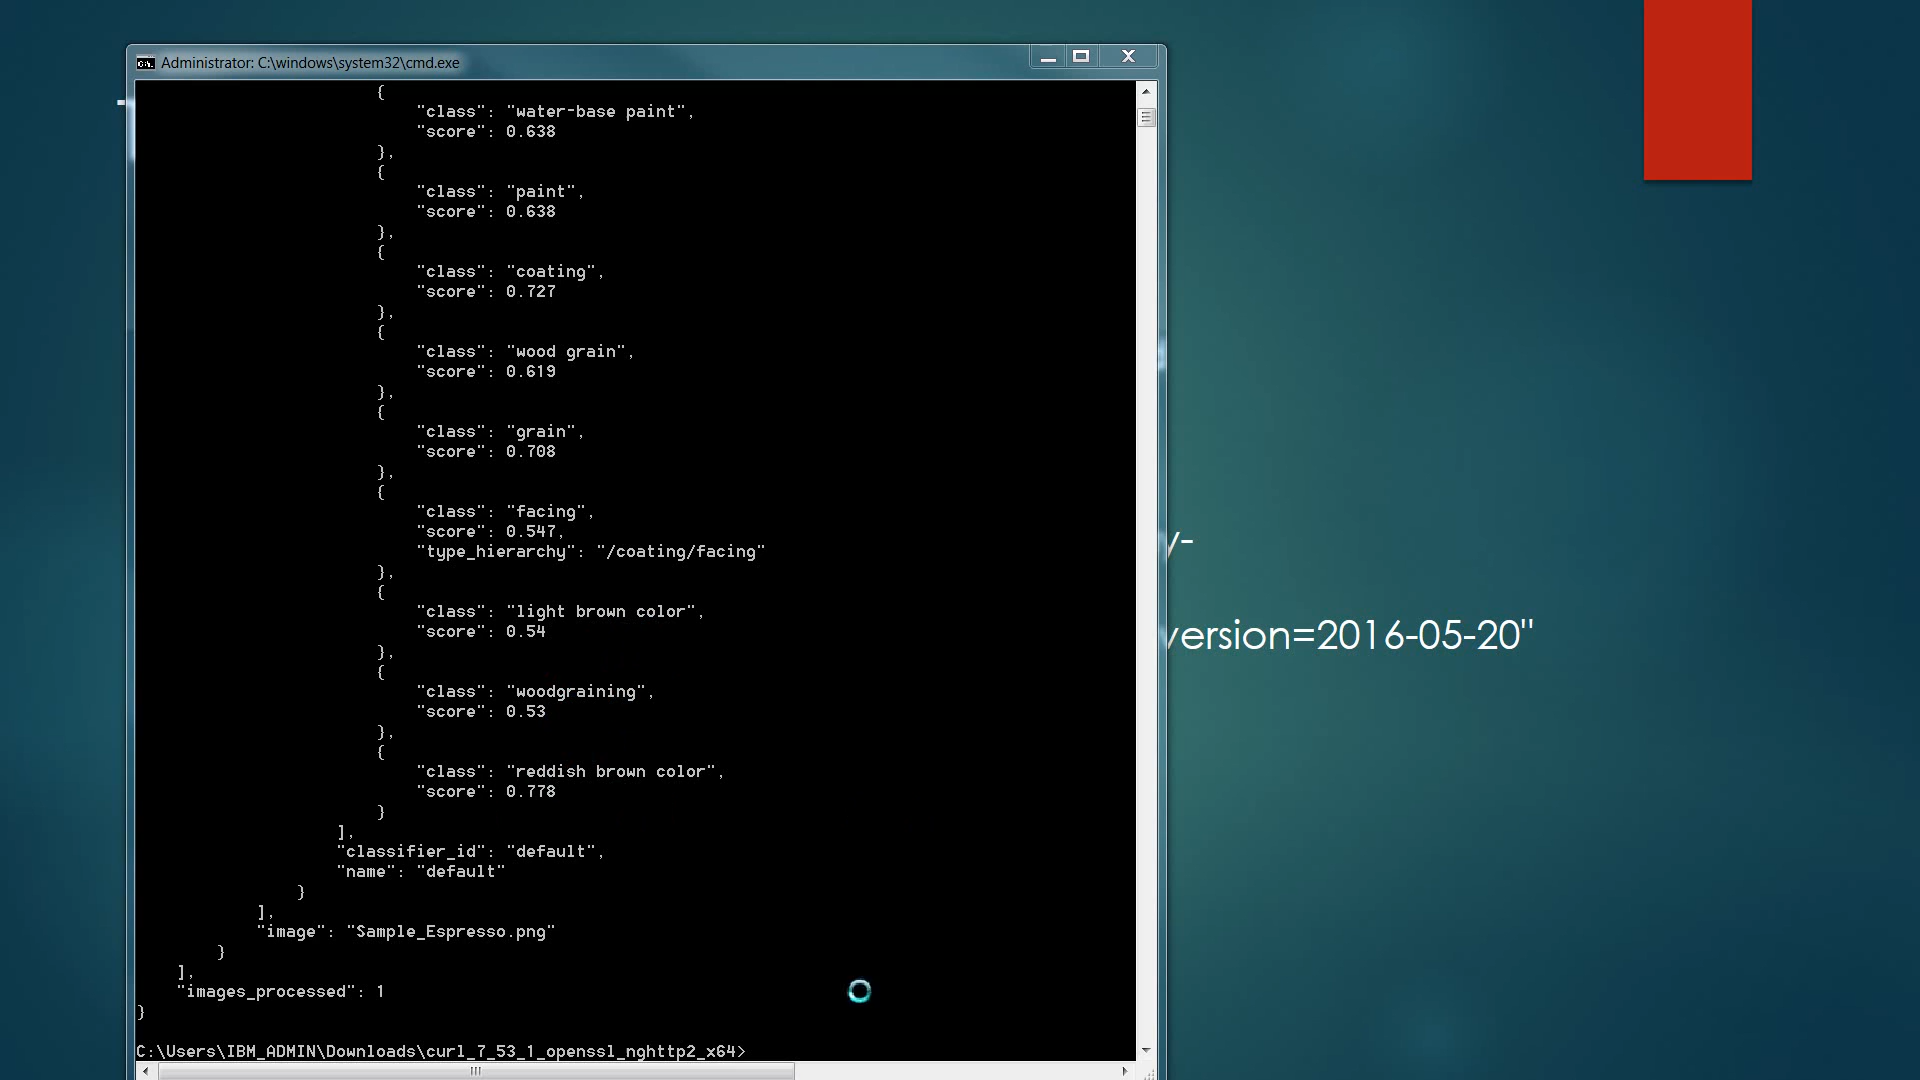 Administrator: C:\windows\system32\cmd.exe
{
"class": "water-base paint",
"score": 0.638
},
{
"class": "paint",
"score": 0.638
},
{
"class": "coating",
"score": 0.727
},
{
"class": "wood grain",
"score": 0.619
},
{
"class": "grain",
"score": 0.708
},
{
"class": "facing",
"score": 0.547,
"type_hierarchy": "/coating/facing"
},
{
"class": "light brown color",
"score": 0.54
},
{
"class": "woodgraining",
"score": 0.53
},
{
"class": "reddish brown color",
"score": 0.778
}
],
"classifier_id": "default",
"name": "default"
}
],
"image": "Sample_Espresso.png"
}
],
"images_processed": 1
}
C:\Users\IBM_ADMIN\Downloads\curl_7_53_1_openssl_nghttp2_x64>
y-
version=2016-05-20"